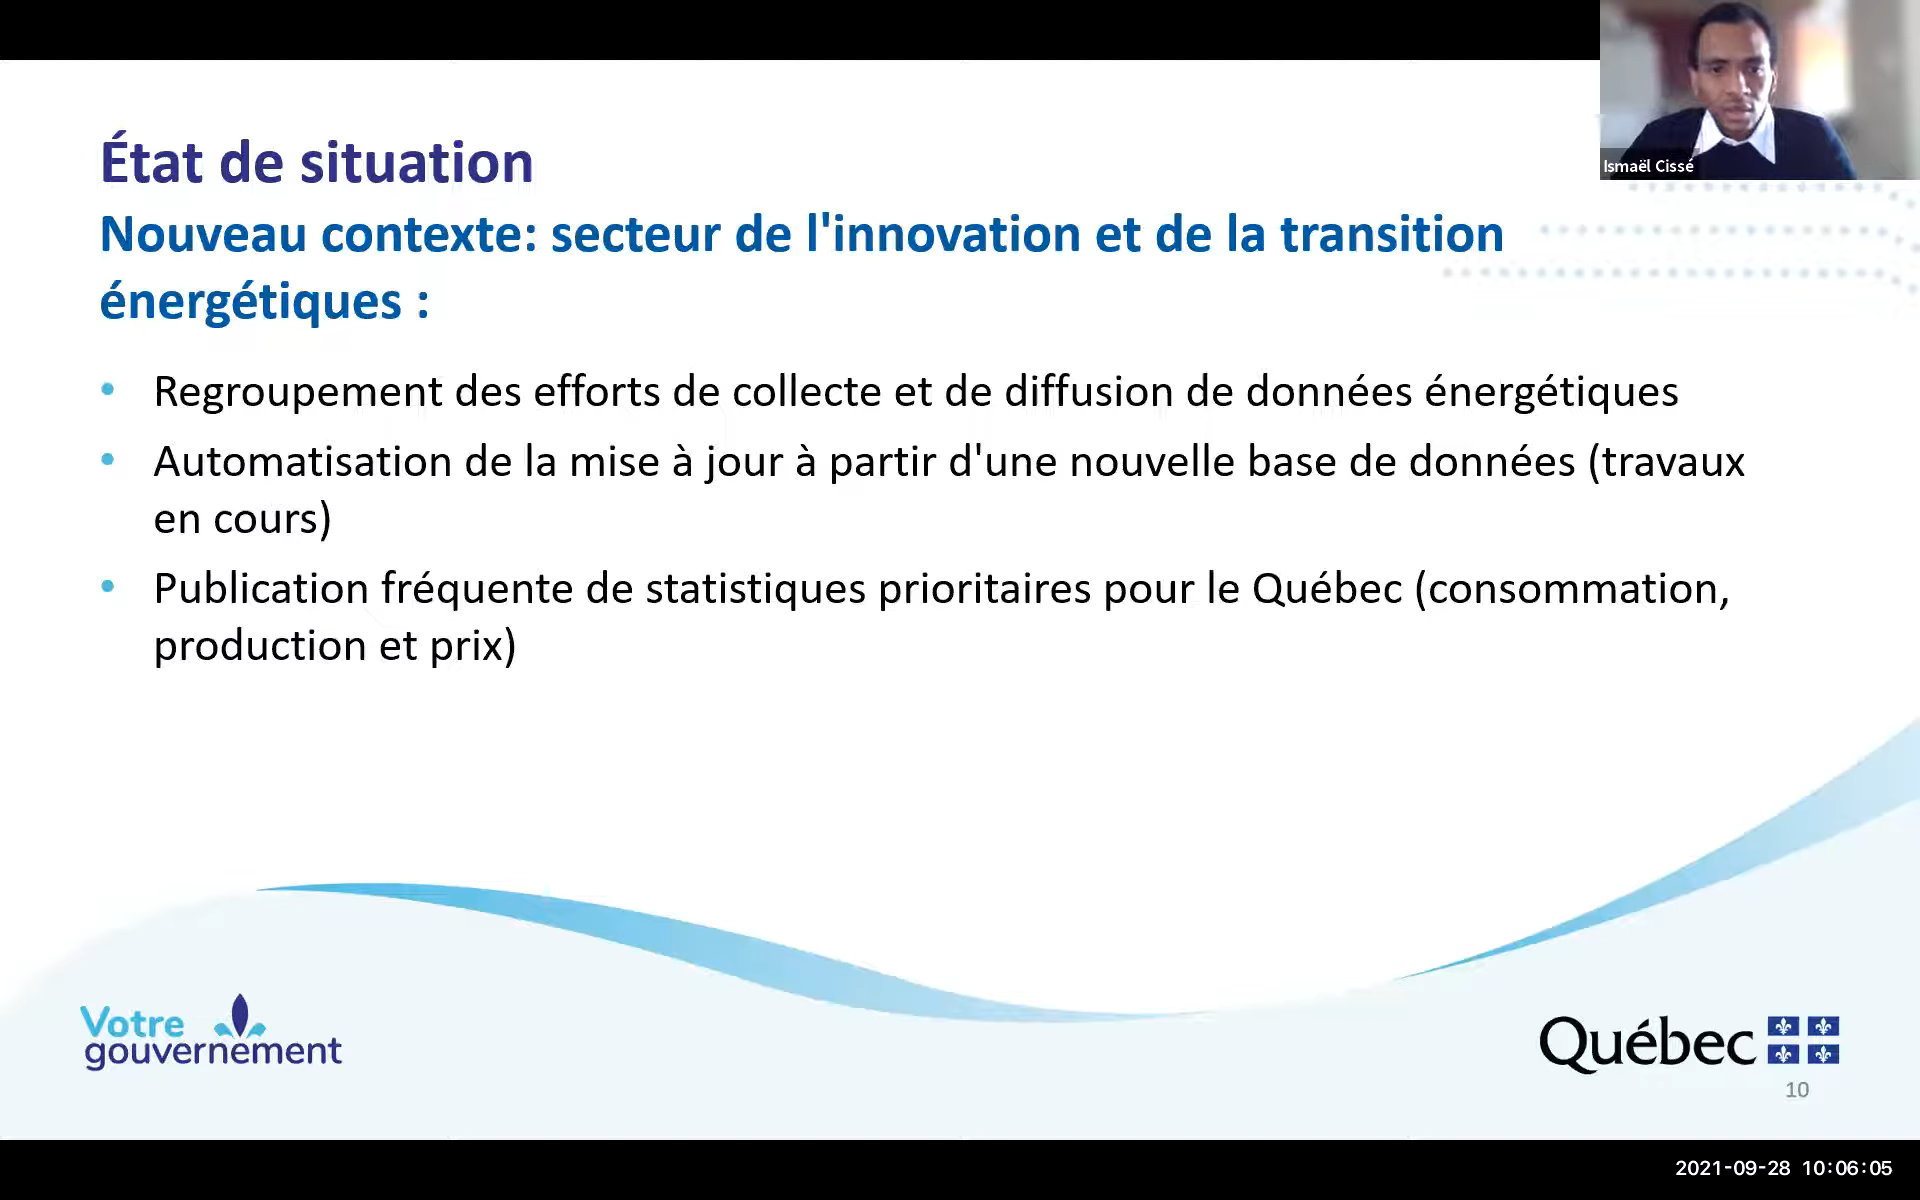 Ismaël Cissé
État de situation
Nouveau contexte: secteur de l'innovation et de la transition
énergétiques :
• Regroupement des efforts de collecte et de diffusion de données énergétiques
• Automatisation de la mise à jour à partir d'une nouvelle base de données (travaux
en cours)
• Publication fréquente de statistiques prioritaires pour le Québec (consommation,
production et prix)
Votre
gouvernement
Québec
10
2021-09-28 10:06:05